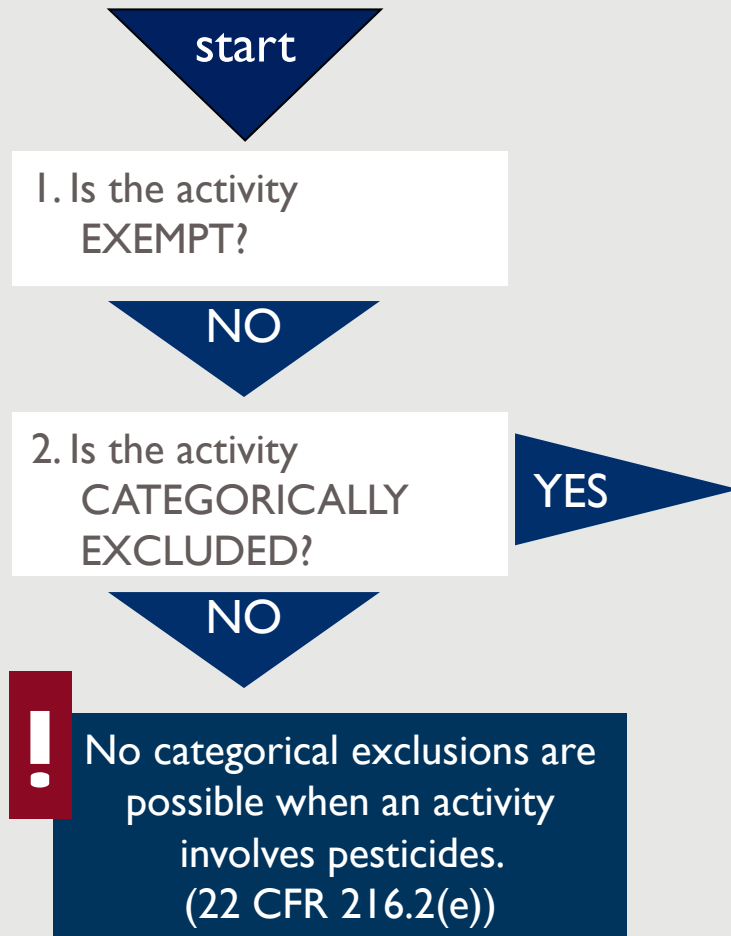 start
1. Is the activity
EXEMPT?
NO
2. Is the activity
CATEGORICALLY
EXCLUDED?
YES
NO
!
No categorical exclusions are
possible when an activity
involves pesticides.
(22 CFR 216.2(e))